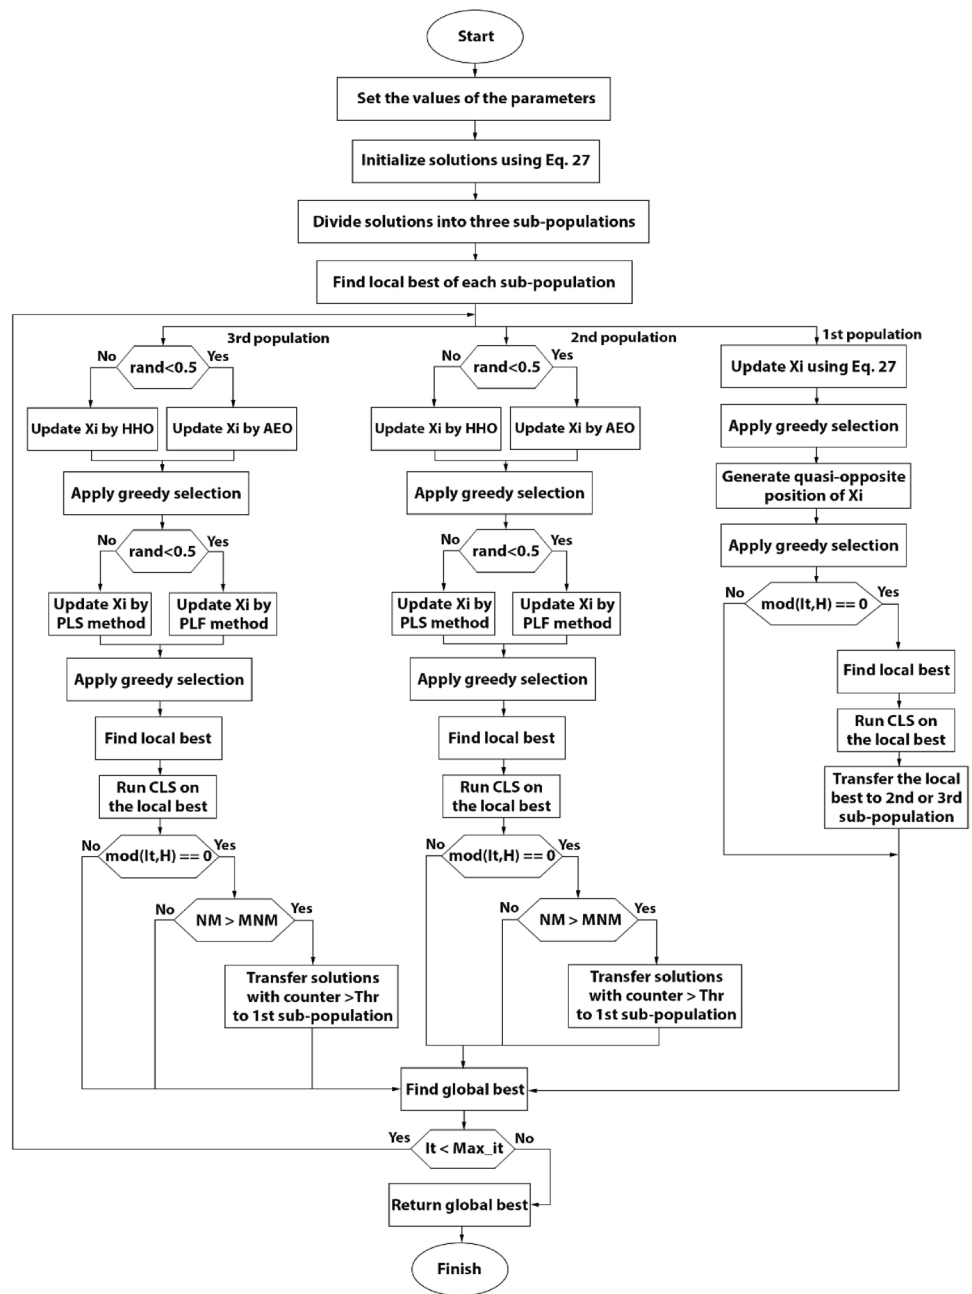 Start
Set the values of the parameters
Initialize solutions using Eq. 27
Divide solutions into three sub-populations
Find local best of each sub-population
3rd population
No
Yes
rand<0.5
Update Xi by HHO
Update Xi by AEO
Apply greedy selection
No
Yes
rand<0.5
Update Xi by
PLS method
Update Xi by
PLF method
Apply greedy selection
Find local best
Run CLS on
the local best
No
Yes
mod(It,H) == 0
No
Yes
NM > MNM
Transfer solutions
with counter >Thr
to 1st sub-population
2nd population
No
Yes
rand<0.5
Update Xi by HHO
Update Xi by AEO
Apply greedy selection
No
Yes
rand<0.5
Update Xi by
PLS method
Update Xi by
PLF method
Apply greedy selection
Find local best
Run CLS on
the local best
No
Yes
mod(It,H) == 0
No
Yes
NM > MNM
Transfer solutions
with counter > Thr
to 1st sub-population
1st population
Update Xi using Eq. 27
Apply greedy selection
Generate quasi-opposite
position of Xi
Apply greedy selection
No
Yes
mod(It,H) == 0
Find local best
Run CLS on
the local best
Transfer the local
best to 2nd or 3rd
sub-population
Find global best
Yes
No
It < Max_it
Return global best
Finish